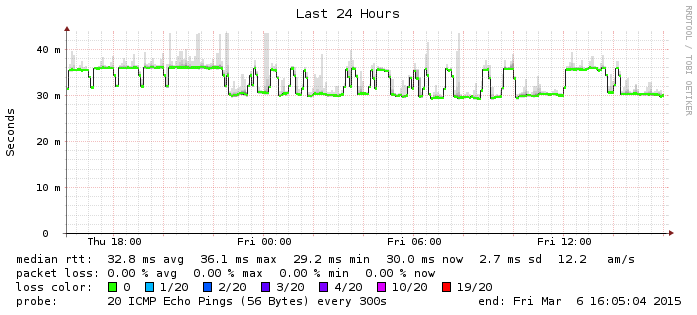 Last 24 Hours
RRDTOOL / TOBI OETIKER
Seconds
40 m
30 m
20 m
10 m
0
Thu 18:00 Fri 00:00 Fri 06:00 Fri 12:00
median rtt: 32.8 ms avg 36.1 ms max 29.2 ms min 30.0 ms now 2.7 ms sd 12.2 am/s
packet loss: 0.00 % avg 0.00 % max 0.00 % min 0.00 % now
loss color: 0 1/20 2/20 3/20 4/20 10/20 19/20
probe: 20 ICMP Echo Pings (56 Bytes) every 300s end: Fri Mar 6 16:05:04 2015